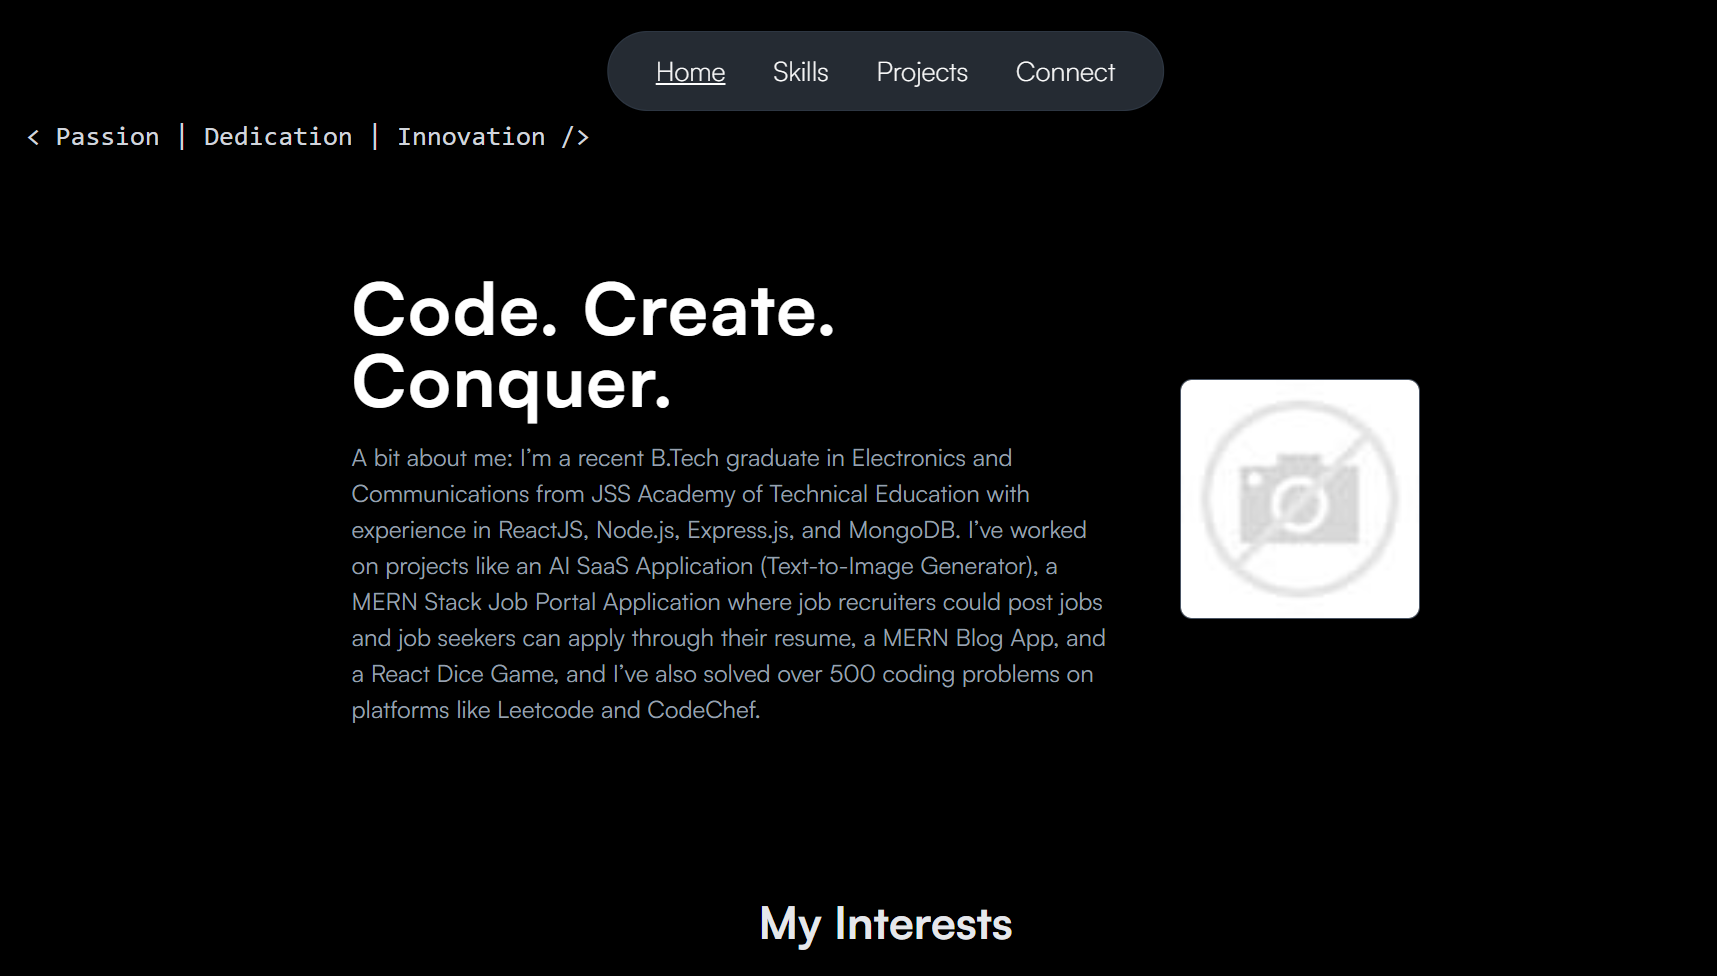 Home Skills Projects Connect
< Passion | Dedication | Innovation />
Code. Create.
Conquer.
A bit about me: I’m a recent B.Tech graduate in Electronics and
Communications from JSS Academy of Technical Education with
experience in ReactJS, Node.js, Express.js, and MongoDB. I’ve worked
on projects like an AI SaaS Application (Text-to-Image Generator), a
MERN Stack Job Portal Application where job recruiters could post jobs
and job seekers can apply through their resume, a MERN Blog App, and
a React Dice Game, and I’ve also solved over 500 coding problems on
platforms like Leetcode and CodeChef.
My Interests